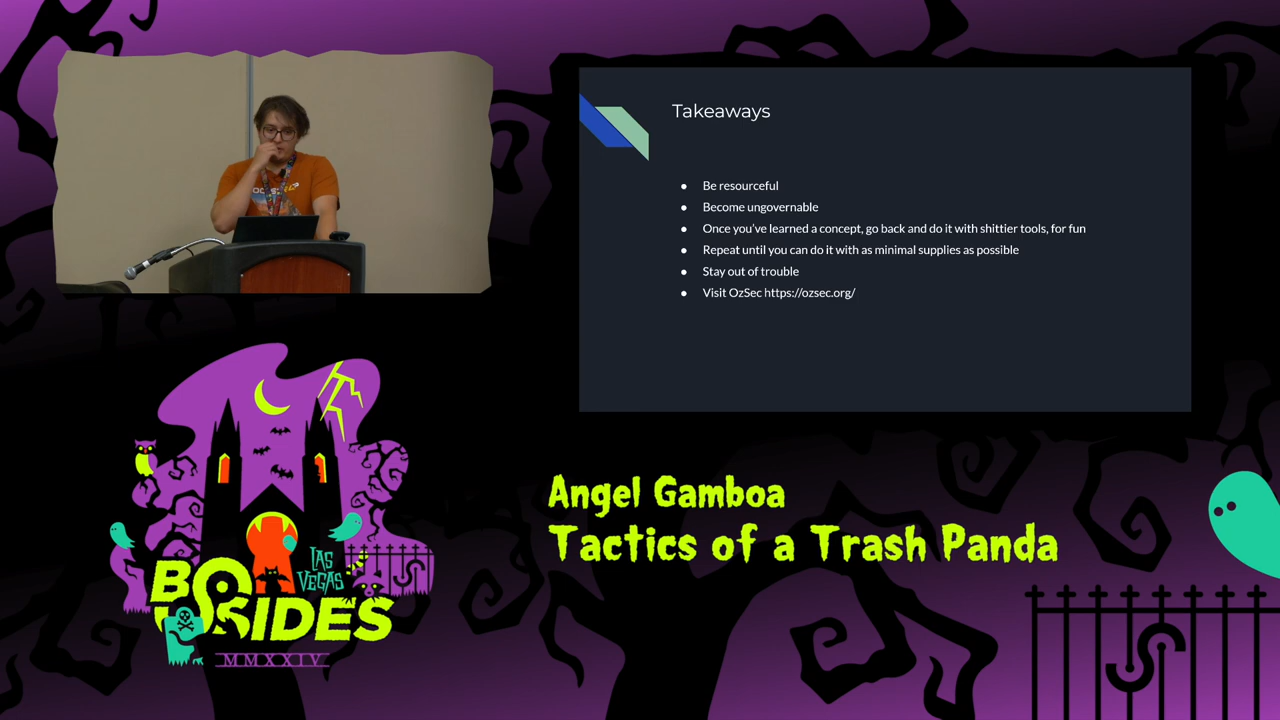 Takeaways
● Be resourceful
● Become ungovernable
● Once you've learned a concept, go back and do it with shittier tools, for fun
● Repeat until you can do it with as minimal supplies as possible
● Stay out of trouble
● Visit OzSec https://ozsec.org/
Angel Gamboa
Tactics of a Trash Panda
LAS
VEGAS
BSIDES
MMXXIV